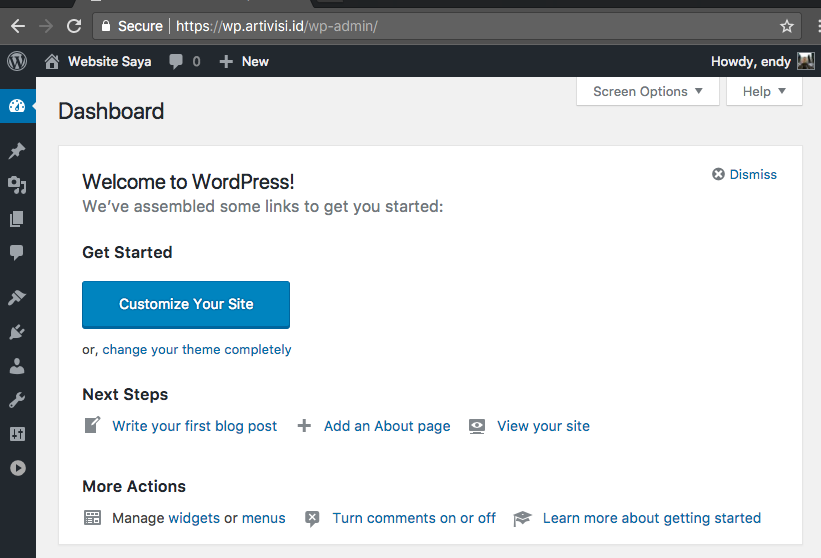 Secure https://wp.artivisi.id/wp-admin/
Website Saya 0 New Howdy, endy
Screen Options Help
Dashboard
Welcome to WordPress! Dismiss
We've assembled some links to get you started:
Get Started
Customize Your Site
or, change your theme completely
Next Steps
Write your first blog post Add an About page View your site
More Actions
Manage widgets or menus Turn comments on or off Learn more about getting started